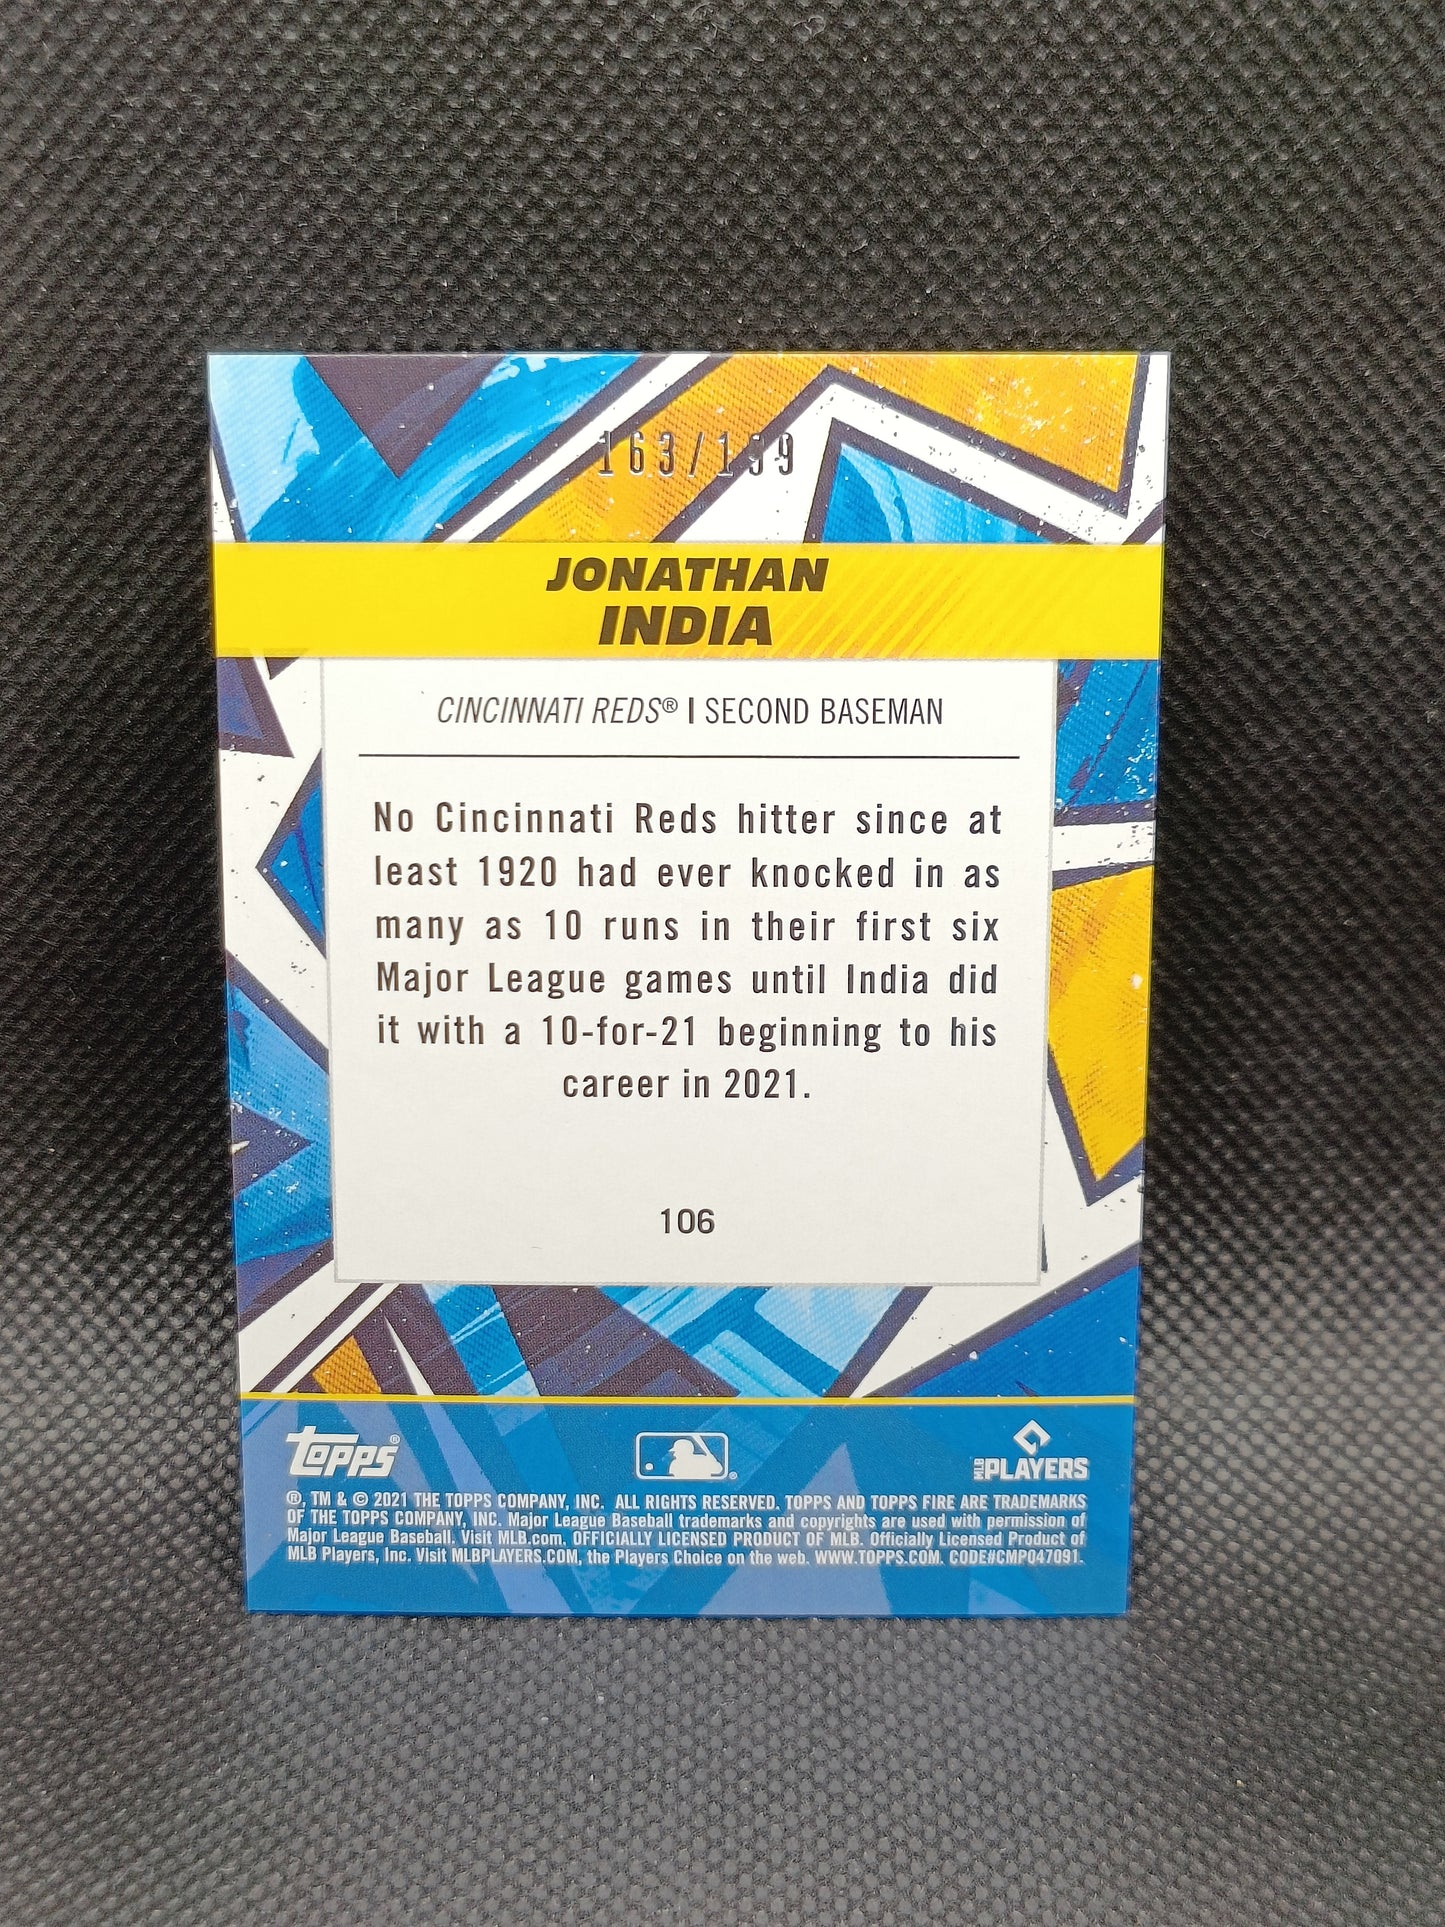 163/199
JONATHAN
INDIA
CINCINNATI REDS® | SECOND BASEMAN
No Cincinnati Reds hitter since at
least 1920 had ever knocked in as
many as 10 runs in their first six
Major League games until India did
it with a 10-for-21 beginning to his
career in 2021.
106
TOPPS® MLB PLAYERS
®, TM & © 2021 THE TOPPS COMPANY, INC. ALL RIGHTS RESERVED. TOPPS AND TOPPS FIRE ARE TRADEMARKS
OF THE TOPPS COMPANY, INC. Major League Baseball trademarks and copyrights are used with permission of
Major League Baseball. Visit MLB.com. OFFICIALLY LICENSED PRODUCT OF MLB. Officially Licensed Product of
MLB Players, Inc. Visit MLBPLAYERS.COM, the Players Choice on the web. WWW.TOPPS.COM. CODE#CMP047091.